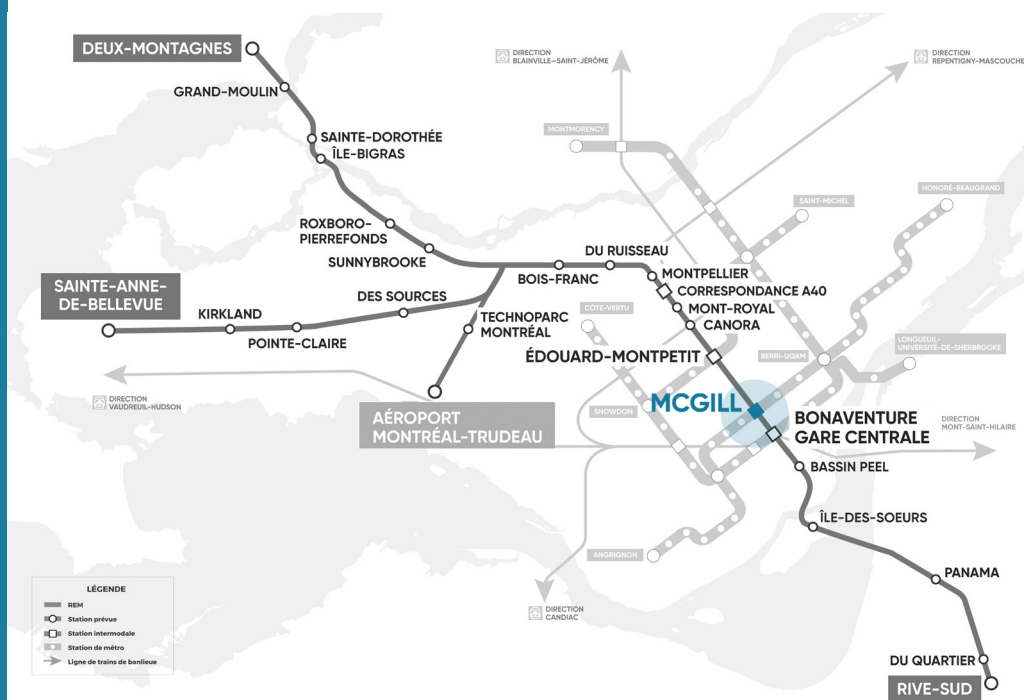 DEUX-MONTAGNES
GRAND-MOULIN
SAINTE-DOROTHÉE
ÎLE-BIGRAS
ROXBORO-
PIERREFONDS
SUNNYBROOKE
SAINTE-ANNE-
DE-BELLEVUE
KIRKLAND
POINTE-CLAIRE
DES SOURCES
TECHNOPARC
MONTRÉAL
AÉROPORT
MONTRÉAL-TRUDEAU
BOIS-FRANC
DU RUISSEAU
MONTPELLIER
CORRESPONDANCE A40
MONT-ROYAL
CANORA
ÉDOUARD-MONTPETIT
MCGILL
BONAVENTURE
GARE CENTRALE
BASSIN PEEL
ÎLE-DES-SOEURS
PANAMA
DU QUARTIER
RIVE-SUD
DIRECTION
BLAINVILLE–SAINT-JÉRÔME
DIRECTION
REPENTIGNY-MASCOUCHE
MONTMORENCY
SAINT-MICHEL
HONORÉ-BEAUGRAND
CÔTE-VERTU
BERRI-UQAM
LONGUEUIL-
UNIVERSITÉ-DE-SHERBROOKE
SNOWDON
ANGRIGNON
DIRECTION
VAUDREUIL-HUDSON
DIRECTION
MONT-SAINT-HILAIRE
DIRECTION
CANDIAC
LÉGENDE
REM
Station prévue
Station intermodale
Station de métro
Ligne de trains de banlieue